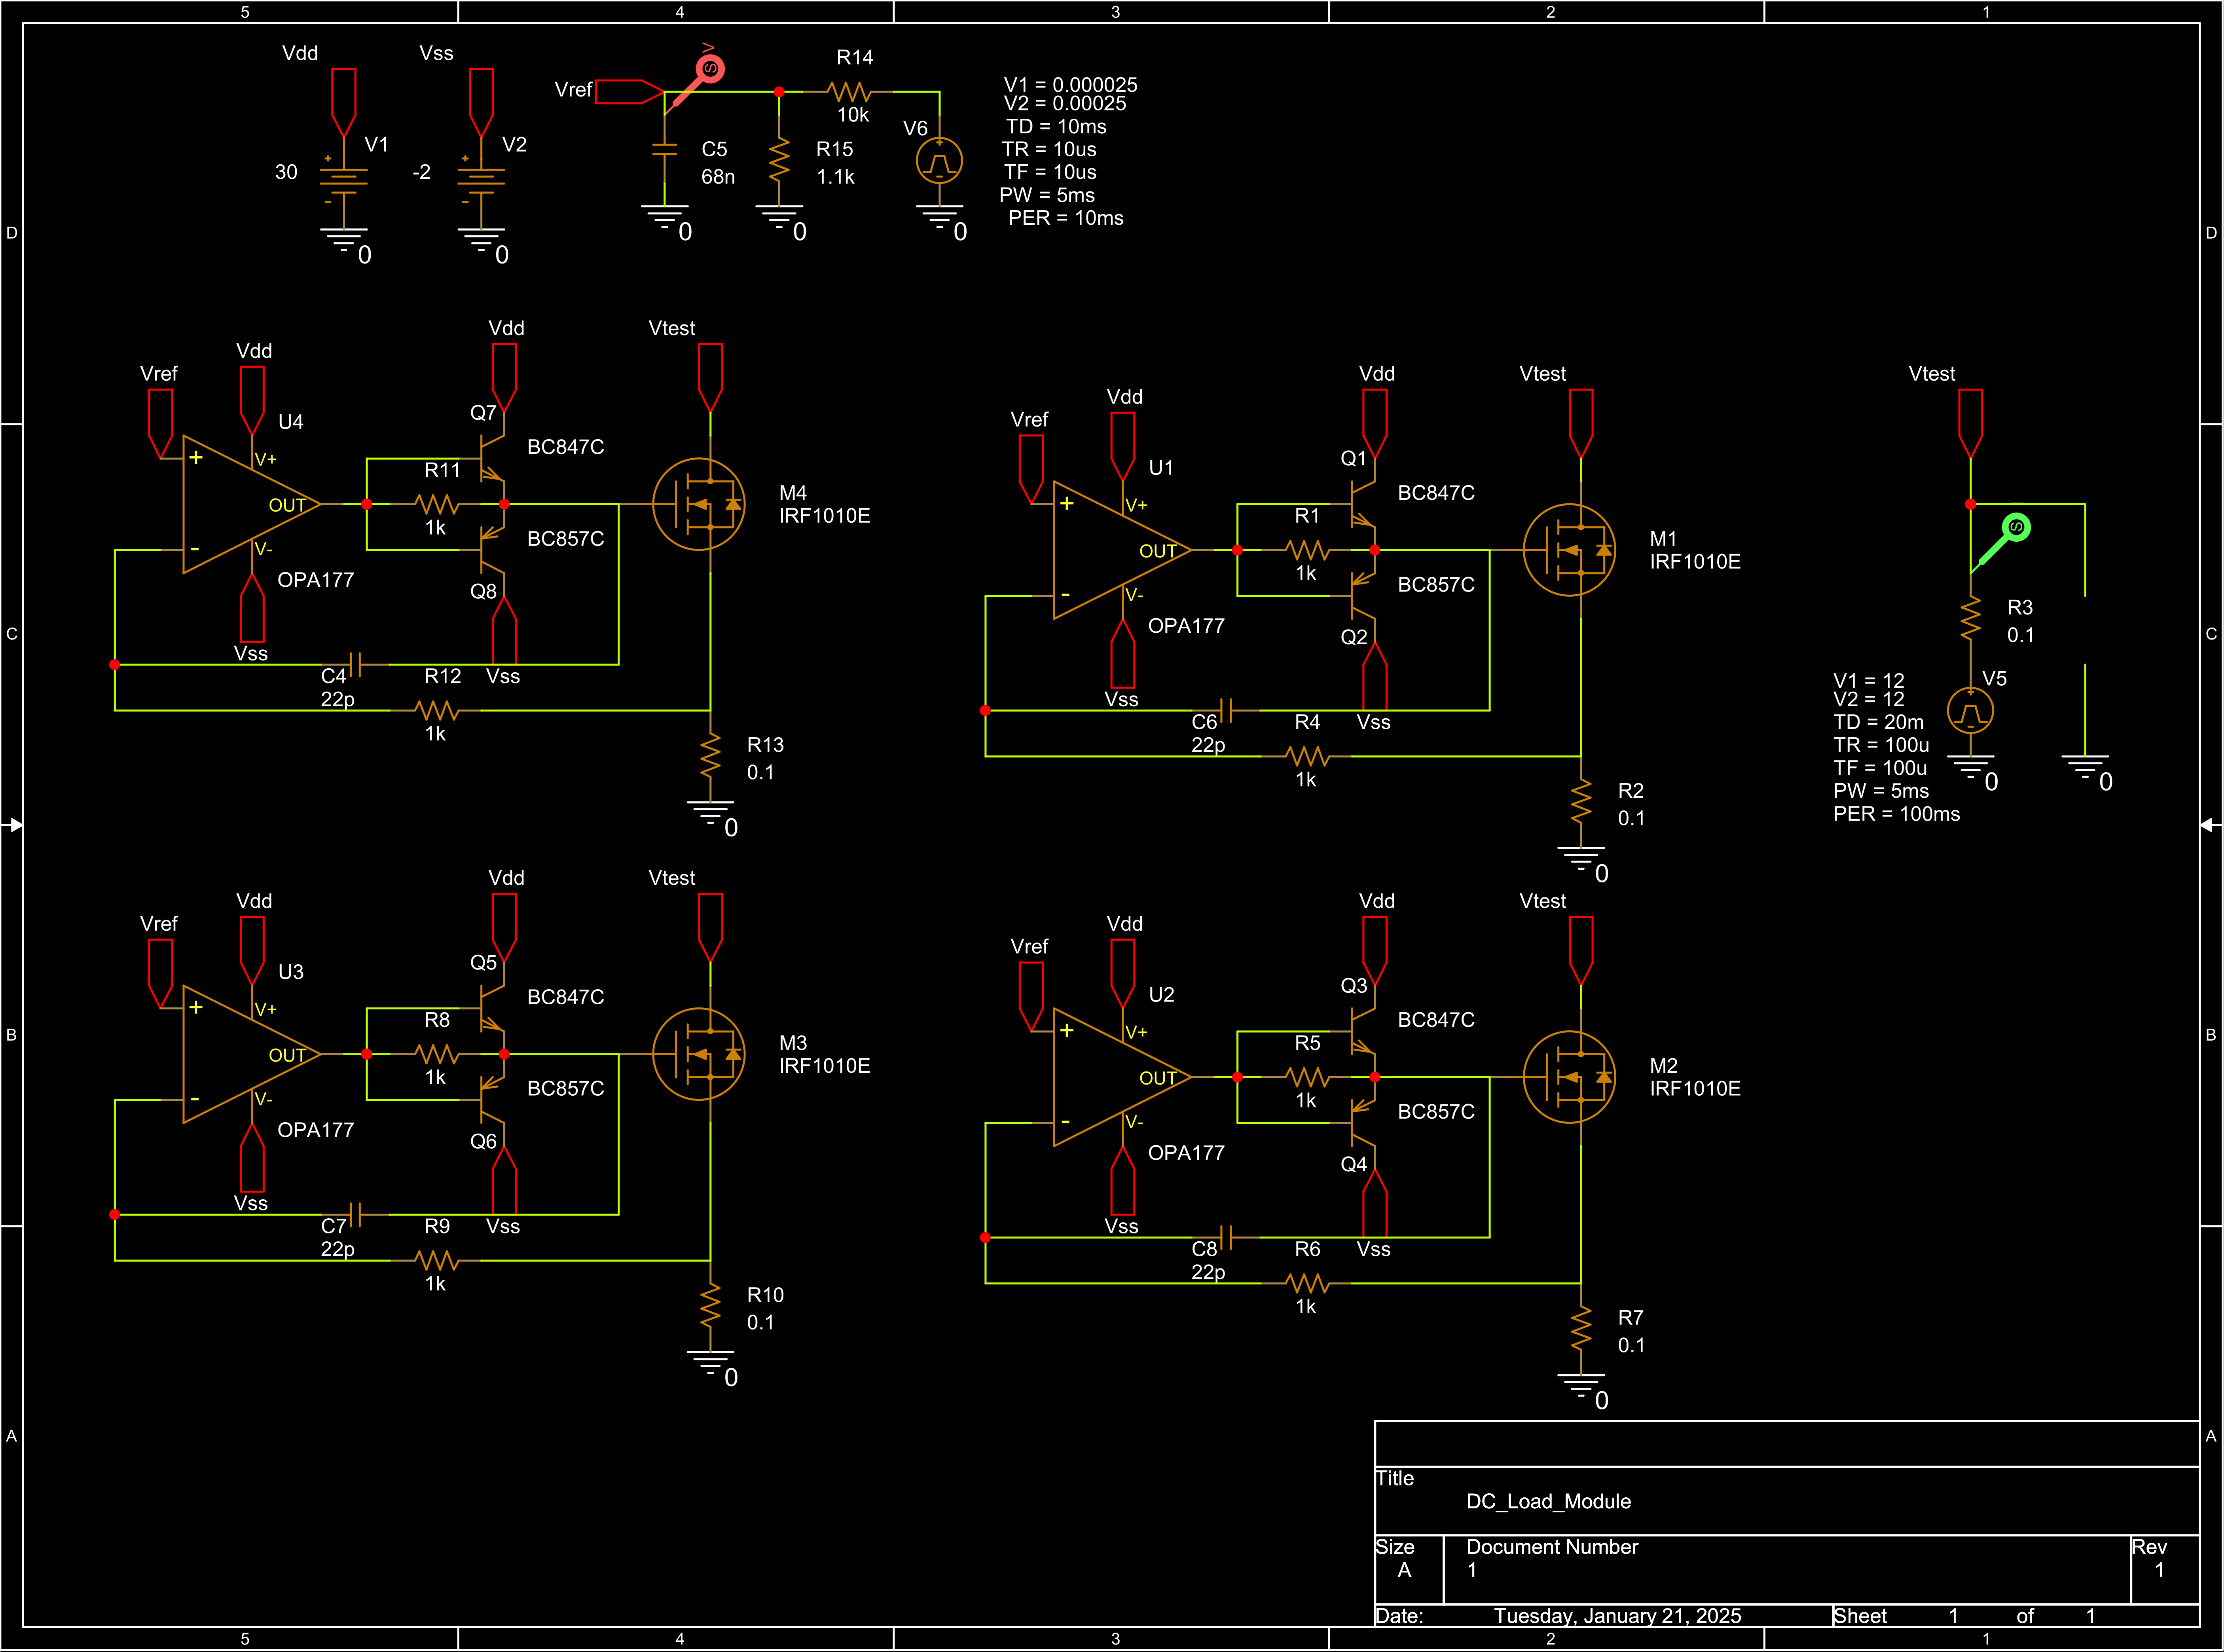 5 4 3 2 1
Vdd
Vss
V1
30
+
-
0
V2
-2
+
-
0
Vref
V
S
R14
10k
C5
68n
R15
1.1k
V6
+
-
0
0
0
V1 = 0.000025
V2 = 0.00025
TD = 10ms
TR = 10us
TF = 10us
PW = 5ms
PER = 10ms
D
D
Vref
Vdd
U4
+
V+
OUT
-
V-
OPA177
Vss
Vdd
Q7
BC847C
R11
1k
BC857C
Q8
Vss
Vtest
M4
IRF1010E
C4
22p
R12
1k
R13
0.1
0
Vref
Vdd
U1
+
V+
OUT
-
V-
OPA177
Vss
Vdd
Q1
BC847C
R1
1k
BC857C
Q2
Vss
Vtest
M1
IRF1010E
C6
22p
R4
1k
R2
0.1
0
Vtest
S
R3
0.1
V5
+
-
0
0
V1 = 12
V2 = 12
TD = 20m
TR = 100u
TF = 100u
PW = 5ms
PER = 100ms
C
C
Vref
Vdd
U3
+
V+
OUT
-
V-
OPA177
Vss
Vdd
Q5
BC847C
R8
1k
BC857C
Q6
Vss
Vtest
M3
IRF1010E
C7
22p
R9
1k
R10
0.1
0
Vref
Vdd
U2
+
V+
OUT
-
V-
OPA177
Vss
Vdd
Q3
BC847C
R5
1k
BC857C
Q4
Vss
Vtest
M2
IRF1010E
C8
22p
R6
1k
R7
0.1
0
B
B
A
A
Title
DC_Load_Module
Size
A
Document Number
1
Rev
1
Date:
Tuesday, January 21, 2025
Sheet 1 of 1
5 4 3 2 1